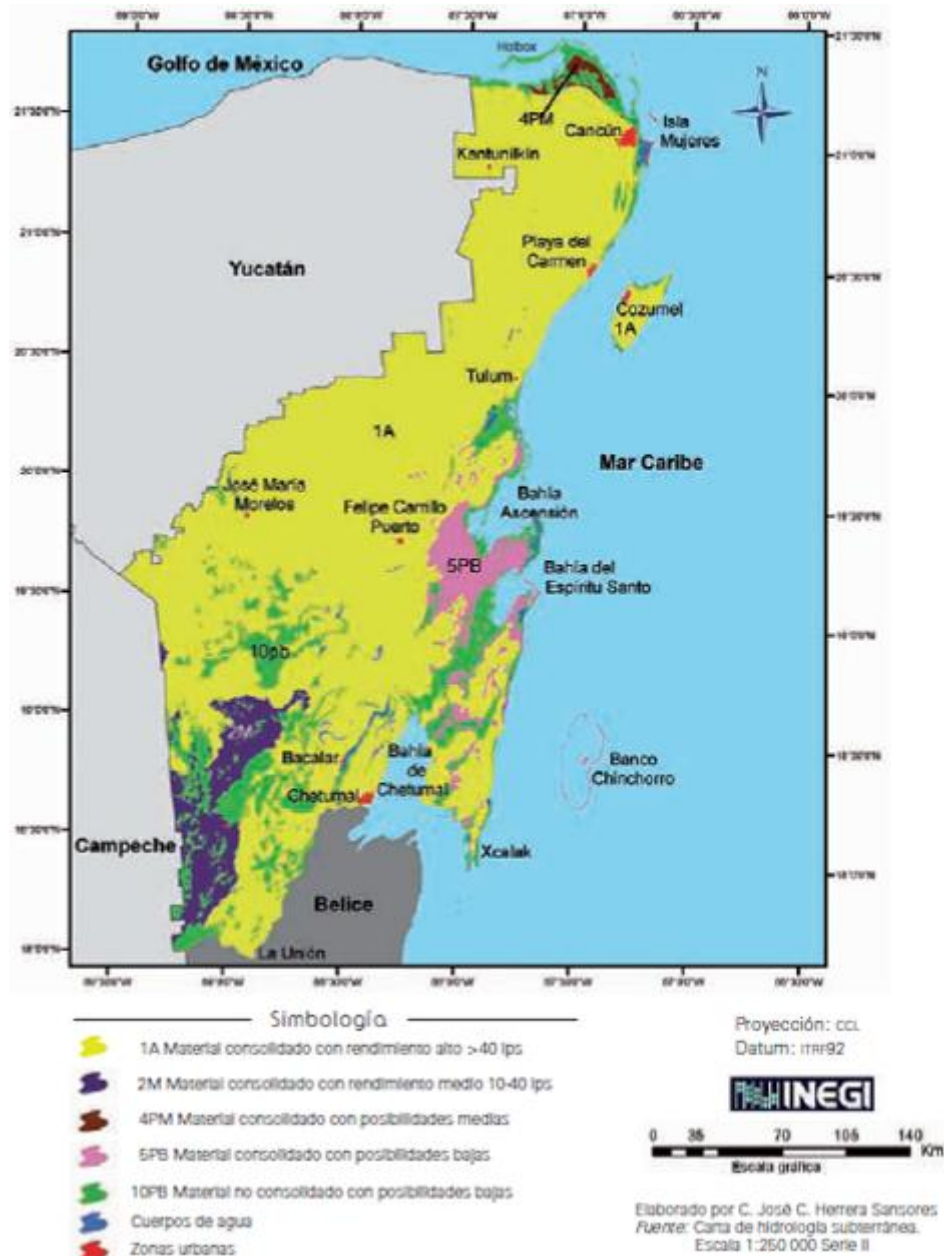 Holbox
Golfo de México
N
4PM
Cancún
Isla
Mujeres
Kantunilkín
Yucatán
Playa del
Carmen
Cozumel
1A
Tulum
1A
Mar Caribe
José María
Morelos
Felipe Carrillo
Puerto
Bahía
Ascensión
5PB
Bahía del
Espíritu Santo
10pb
2M
Bacalar
Bahía
de
Chetumal
Chetumal
Banco
Chinchorro
Campeche
Xcalak
Belice
La Unión
Simbología
1A Material consolidado con rendimiento alto >40 lps
2M Material consolidado con rendimiento medio 10-40 lps
4PM Material consolidado con posibilidades medias
5PB Material consolidado con posibilidades bajas
10PB Material no consolidado con posibilidades bajas
Cuerpos de agua
Zonas urbanas
Proyección: CCL
Datum: ITRF92
INEGI
0 35 70 105 140
Km
Escala gráfica
Elaborado por C. José C. Herrera Sansores
Fuente: Carta de hidrología subterránea.
Escala 1:250 000 Serie II